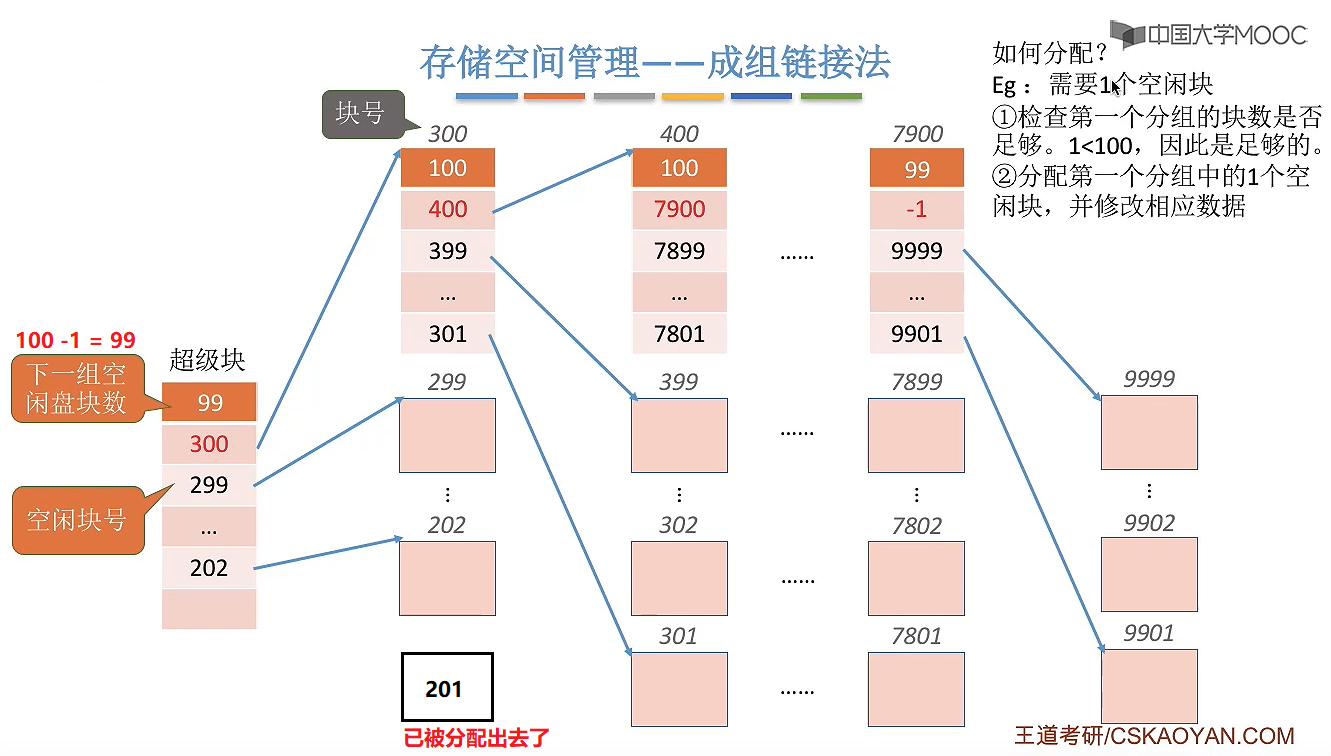 中国大学MOOC
存储空间管理——成组链接法
如何分配？
Eg： 需要1个空闲块
①检查第一个分组的块数是否
足够。1<100，因此是足够的。
②分配第一个分组中的1个空
闲块，并修改相应数据
块号
300
100
400
399
...
301
400
100
7900
7899
...
7801
……
7900
99
-1
9999
...
9901
100 -1 = 99
下一组空
闲盘块数
超级块
99
300
299
...
202
空闲块号
299
399
7899
9999
……
...
...
...
...
202
302
7802
9902
……
301
7801
9901
……
201
已被分配出去了
王道考研/CSKAOYAN.COM